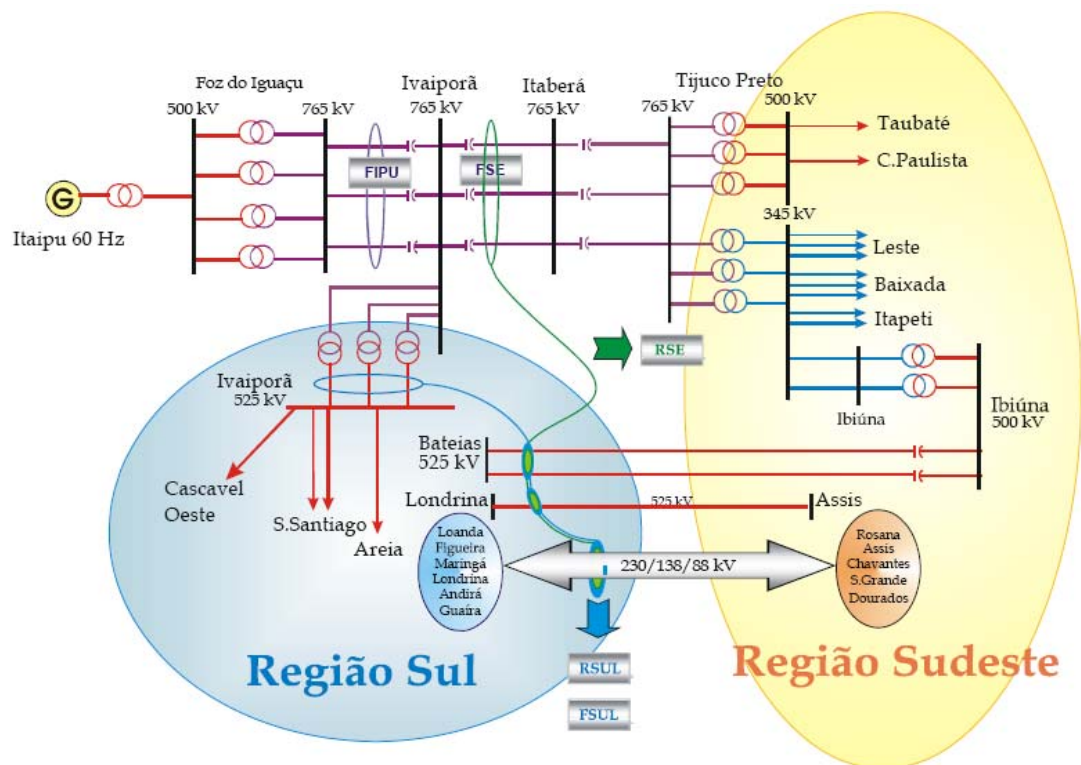 Foz do Iguaçu
500 kV
765 kV
Ivaiporã
765 kV
Itaberá
765 kV
Tijuco Preto
765 kV
500 kV
Taubaté
C.Paulista
FIPU
FSE
G
Itaipu 60 Hz
345 kV
Leste
Baixada
Itapeti
RSE
Ivaiporã
525 kV
Ibiúna
Ibiúna
500 kV
Bateias
525 kV
Cascavel
Oeste
S.Santiago
Areia
Londrina
525 kV
Assis
Loanda
Figueira
Maringá
Londrina
Andirá
Guaíra
230/138/88 kV
Rosana
Assis
Chavantes
S.Grande
Dourados
Região Sul
Região Sudeste
RSUL
FSUL